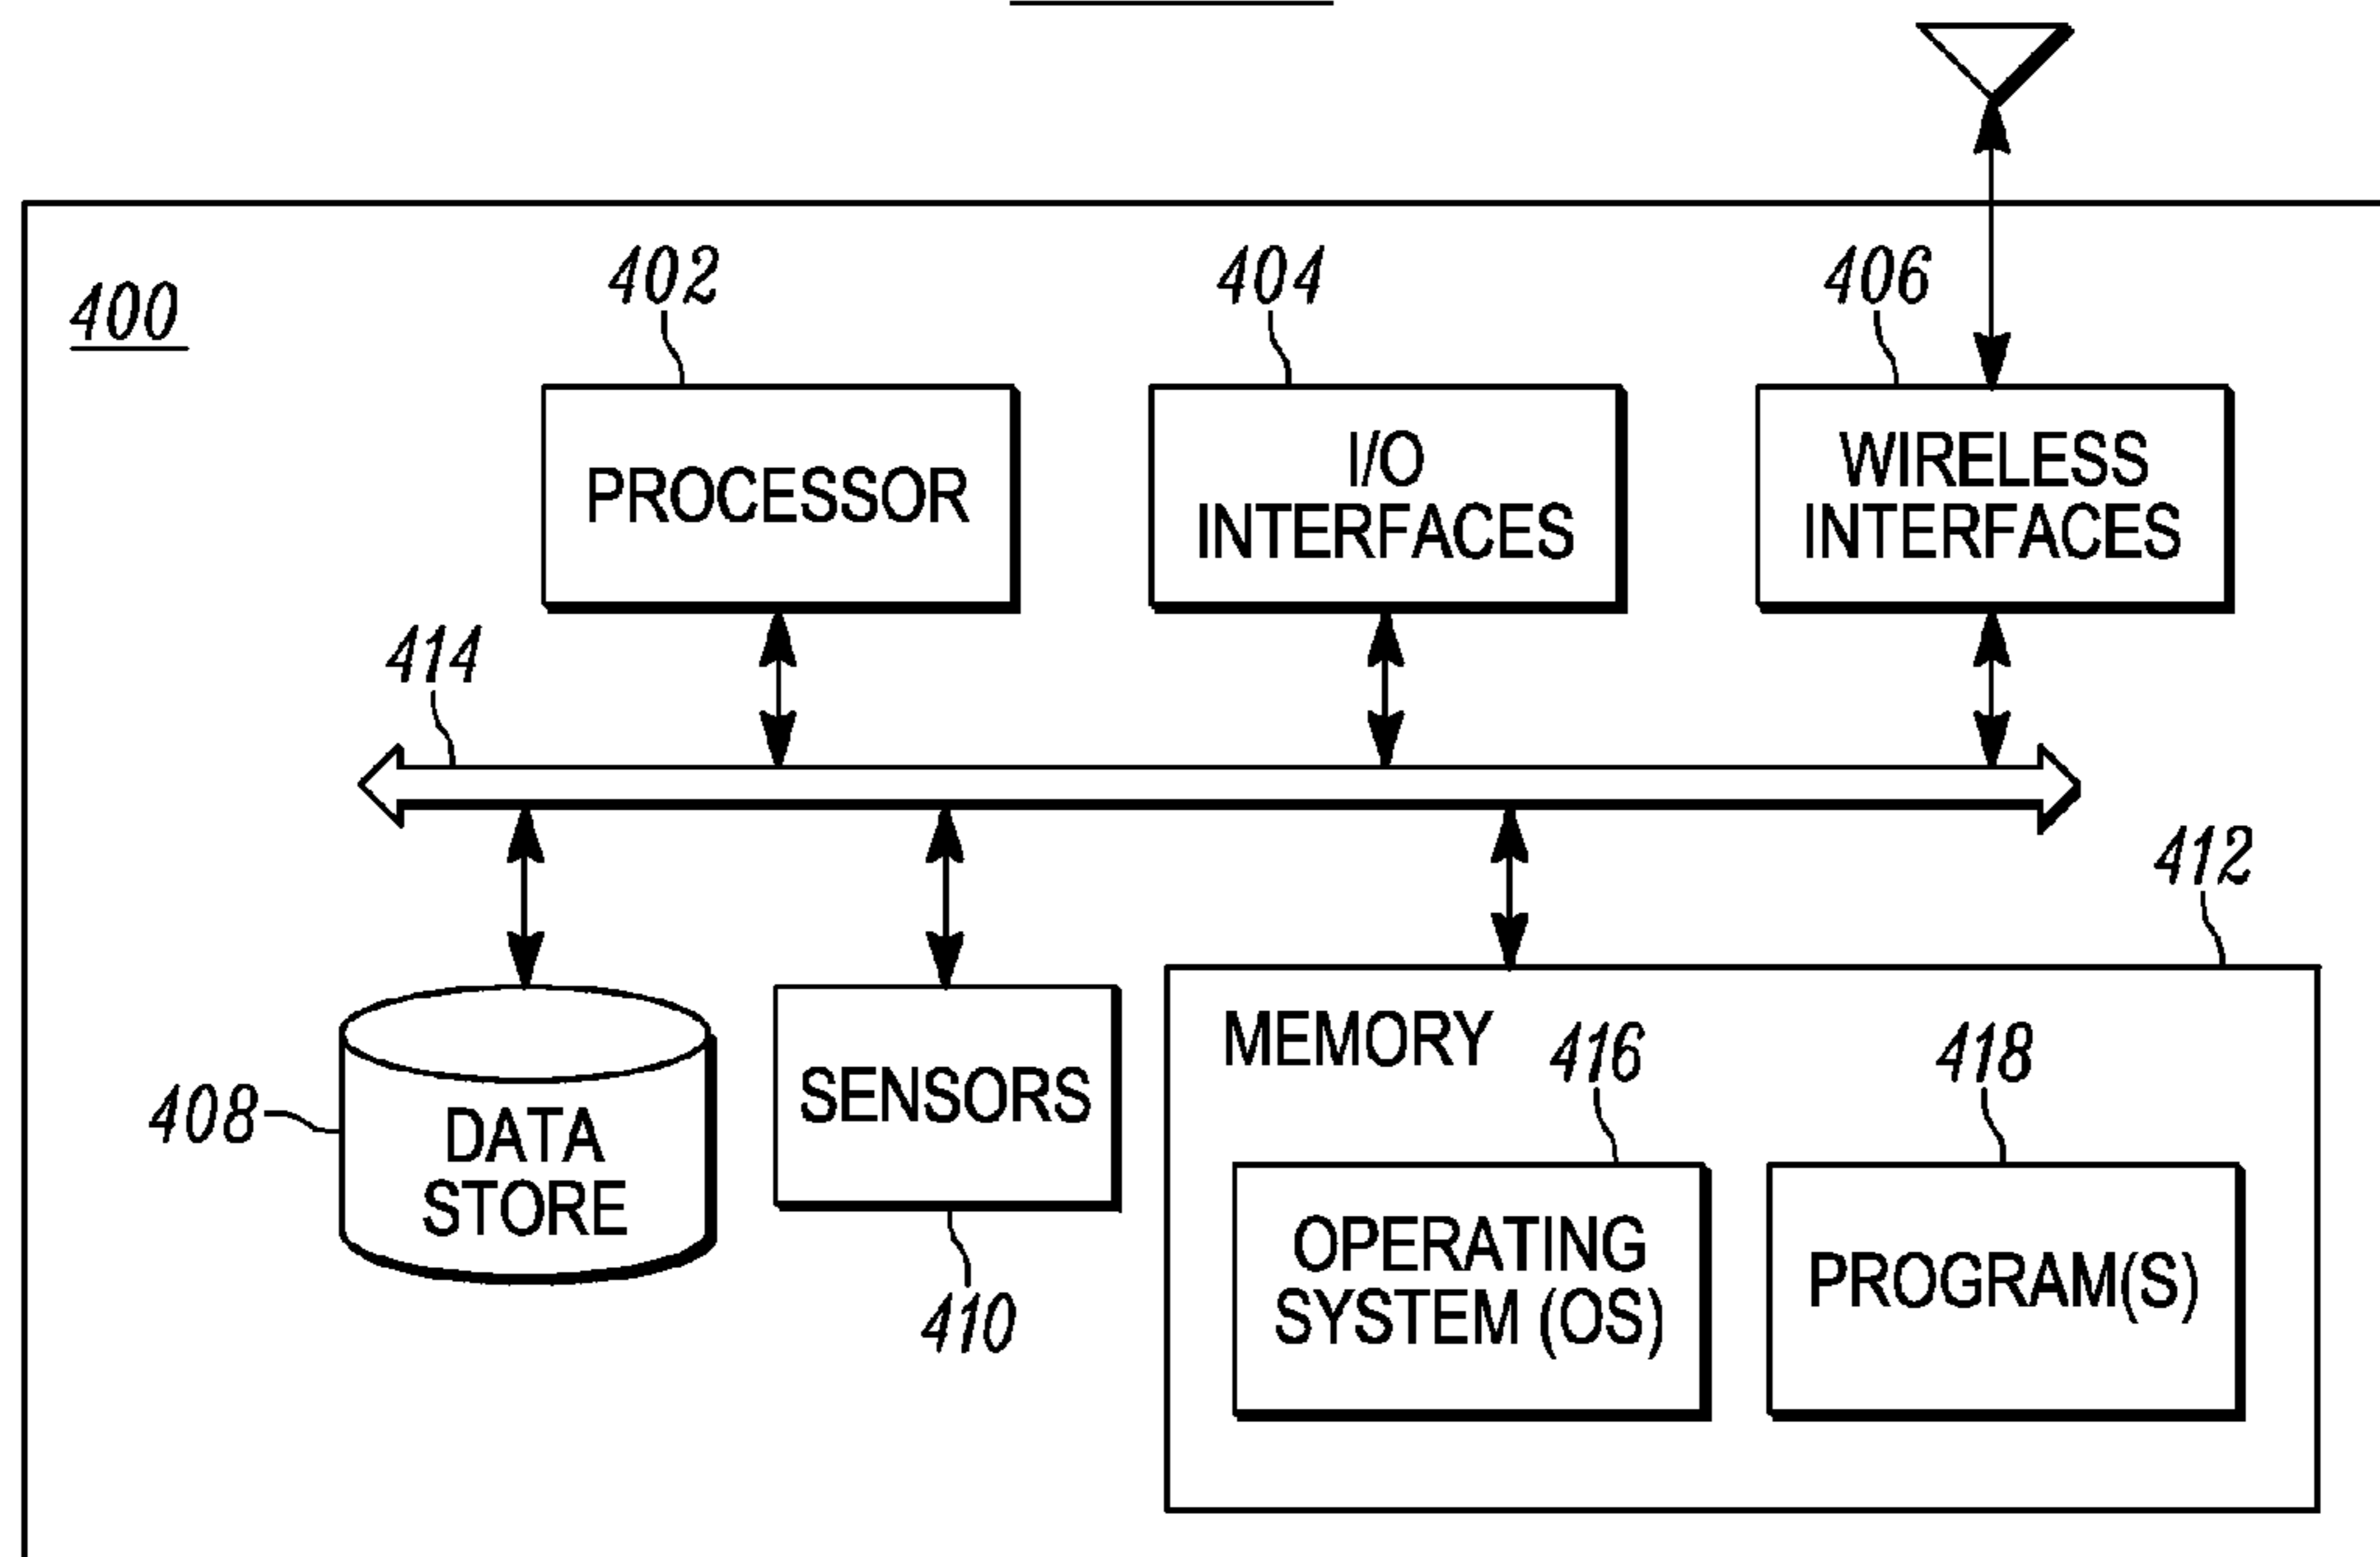 400
402
404
406
PROCESSOR
I/O
INTERFACES
WIRELESS
INTERFACES
414
412
408
DATA
STORE
SENSORS
410
MEMORY
416
418
OPERATING
SYSTEM (OS)
PROGRAM(S)